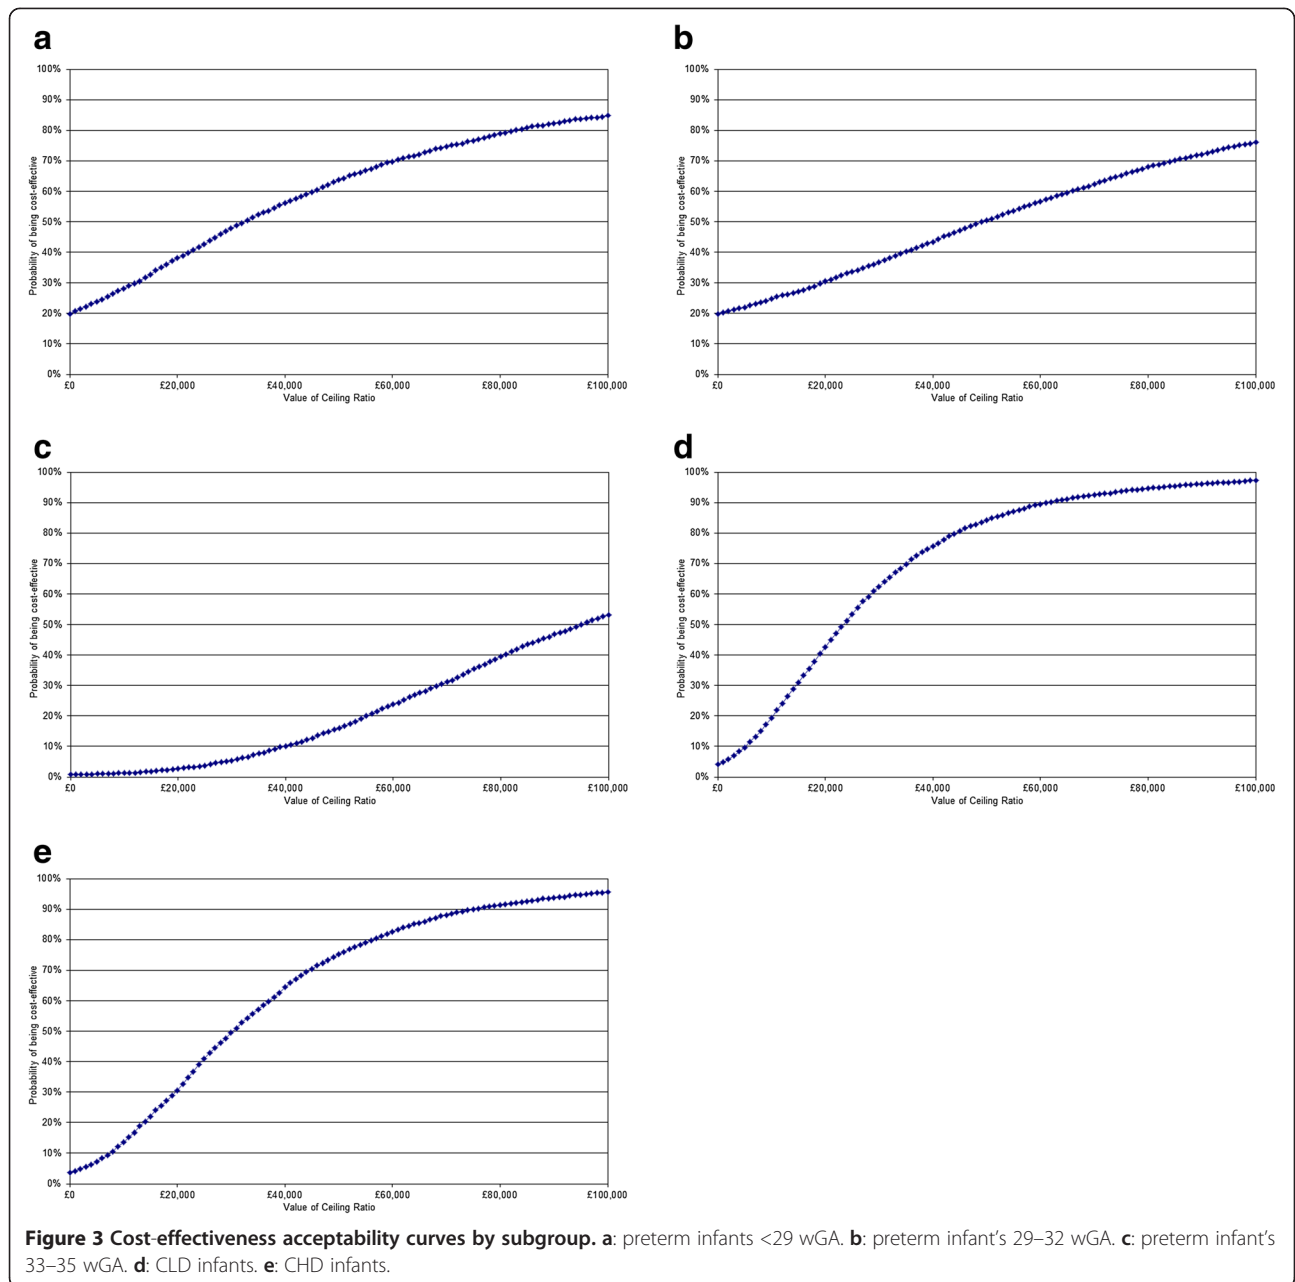 a
100%
90%
80%
70%
60%
50%
40%
30%
20%
10%
0%
Probability of being cost-effective
£0 £20,000 £40,000 £60,000 £80,000 £100,000
Value of Ceiling Ratio
b
100%
90%
80%
70%
60%
50%
40%
30%
20%
10%
0%
Probability of being cost-effective
£0 £20,000 £40,000 £60,000 £80,000 £100,000
Value of Ceiling Ratio
c
100%
90%
80%
70%
60%
50%
40%
30%
20%
10%
0%
Probability of being cost-effective
£0 £20,000 £40,000 £60,000 £80,000 £100,000
Value of Ceiling Ratio
d
100%
90%
80%
70%
60%
50%
40%
30%
20%
10%
0%
Probability of being cost-effective
£0 £20,000 £40,000 £60,000 £80,000 £100,000
Value of Ceiling Ratio
e
100%
90%
80%
70%
60%
50%
40%
30%
20%
10%
0%
Probability of being cost-effective
£0 £20,000 £40,000 £60,000 £80,000 £100,000
Value of Ceiling Ratio
Figure 3 Cost-effectiveness acceptability curves by subgroup. a: preterm infants <29 wGA. b: preterm infant's 29–32 wGA. c: preterm infant's
33–35 wGA. d: CLD infants. e: CHD infants.